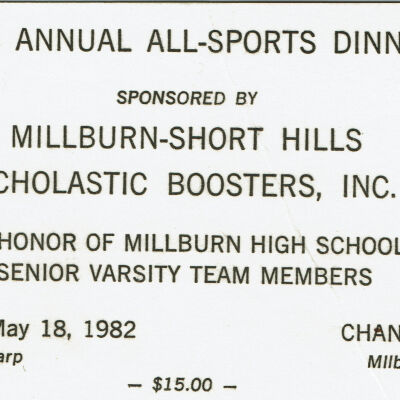 ANNUAL ALL-SPORTS DINN
SPONSORED BY
MILLBURN-SHORT HILLS
CHOLASTIC BOOSTERS, INC.
HONOR OF MILLBURN HIGH SCHOOL
SENIOR VARSITY TEAM MEMBERS
May 18, 1982 CHAN
arp Millb
— $15.00 —